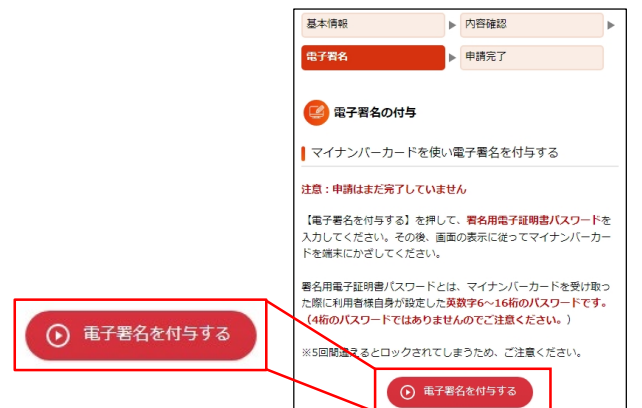 基本情報 ▶ 内容確認 ▶
電子署名 ▶ 申請完了
電子署名の付与
マイナンバーカードを使い電子署名を付与する
注意:申請はまだ完了していません
【電子署名を付与する】を押して、署名用電子証明書パスワードを
入力してください。その後、画面の表示に従ってマイナンバーカー
ドを端末にかざしてください。
署名用電子証明書パスワードとは、マイナンバーカードを受け取っ
た際に利用者様自身が設定した英数字6~16桁のパスワードです。
(4桁のパスワードではありませんのでご注意ください。)
※5回間違えるとロックされてしまうため、ご注意ください。
電子署名を付与する
電子署名を付与する